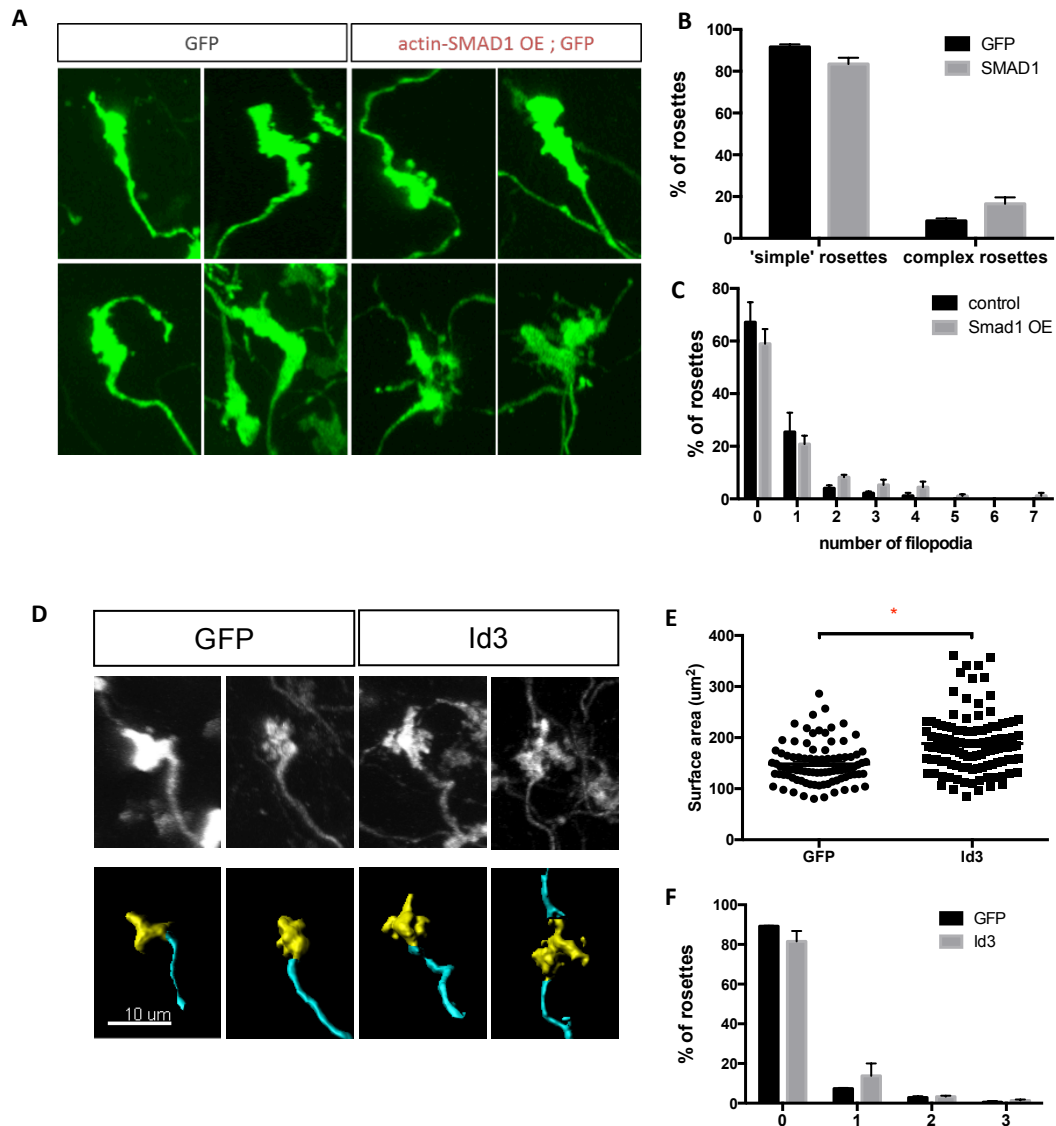 A
GFP
actin-SMAD1 OE ; GFP
B
GFP
SMAD1
% of rosettes
100
80
60
40
20
0
'simple' rosettes
complex rosettes
C
control
Smad1 OE
% of rosettes
80
60
40
20
0
0 1 2 3 4 5 6 7
number of filopodia
D
GFP
Id3
10 um
E
*
Surface area (um²)
400
300
200
100
0
GFP
Id3
F
GFP
Id3
% of rosettes
100
80
60
40
20
0
0 1 2 3